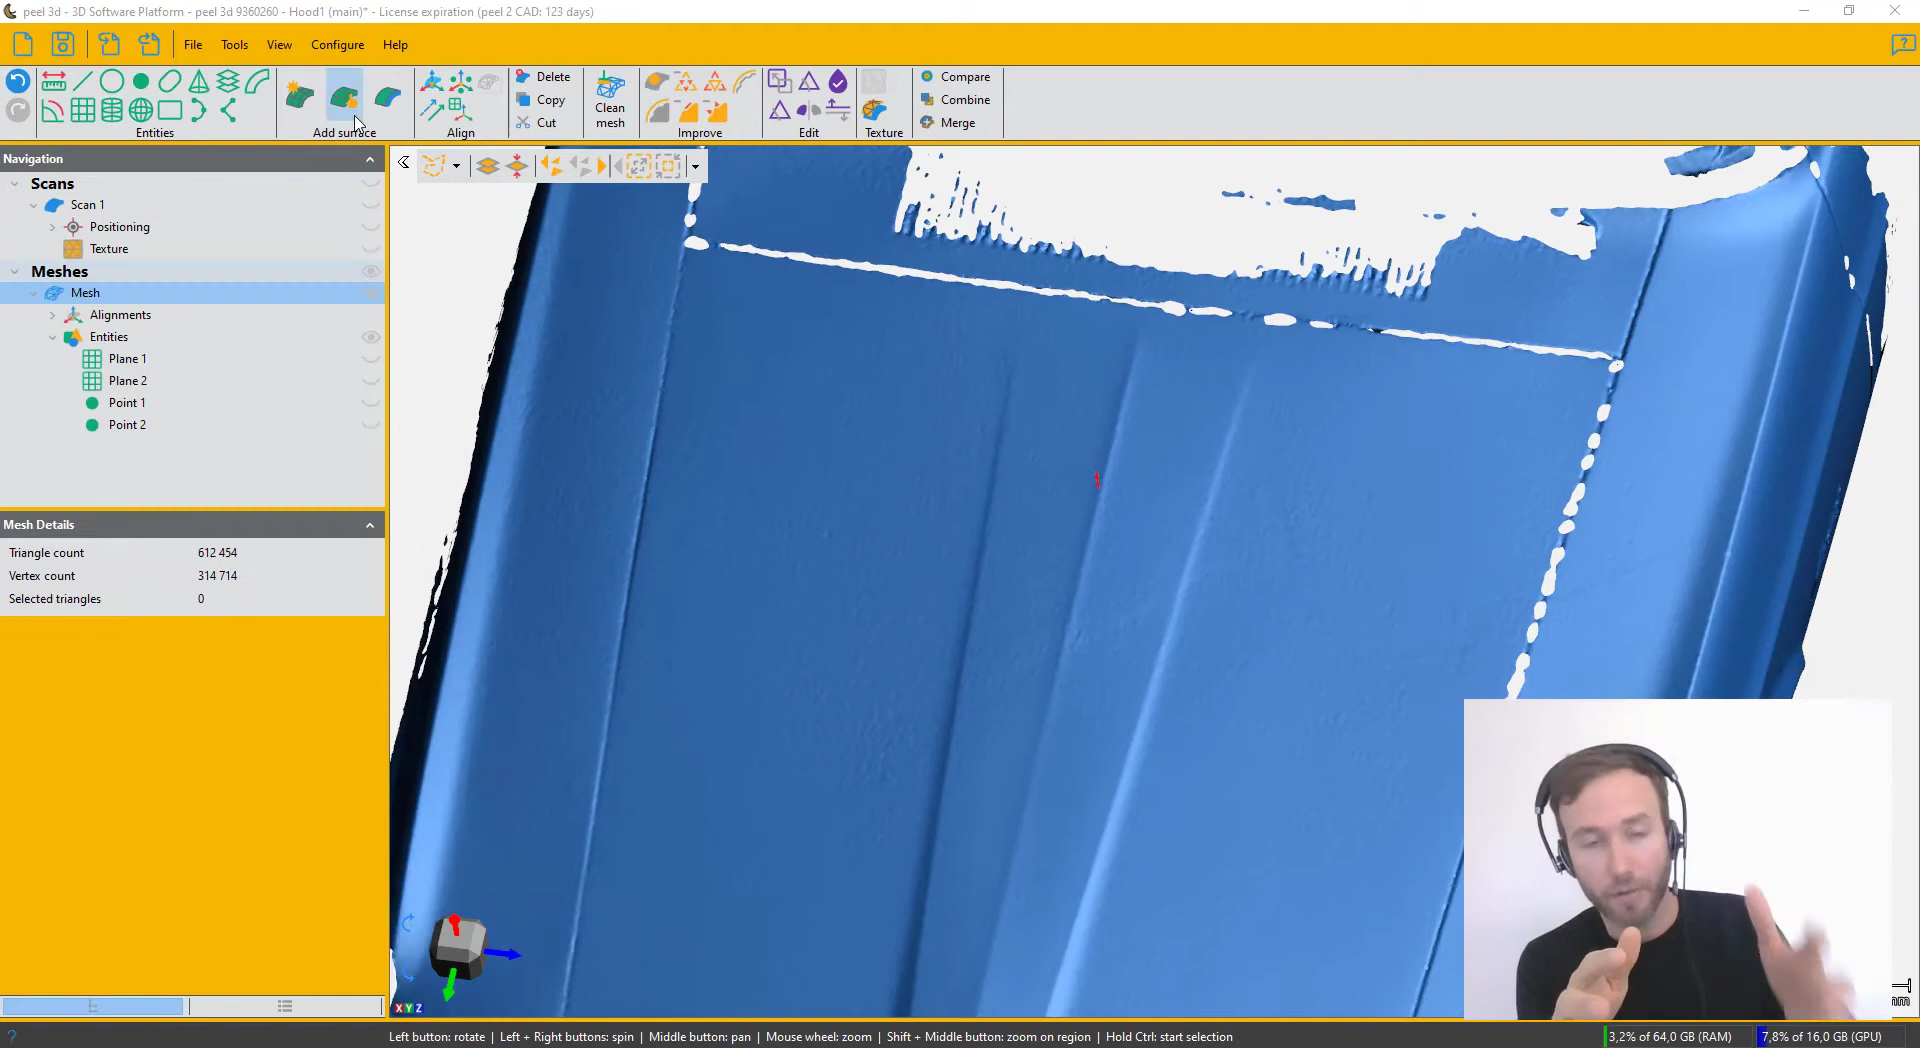 peel 3d - 3D Software Platform - peel 3d 9360260 - Hood1 (main)* - License expiration (peel 2 CAD: 123 days)
File Tools View Configure Help
Delete
Copy
Cut
Clean mesh
Compare
Combine
Merge
Entities Add surface Align Improve Edit Texture
Navigation
Scans
Scan 1
Positioning
Texture
Meshes
Mesh
Alignments
Entities
Plane 1
Plane 2
Point 1
Point 2
Mesh Details
Triangle count 612 454
Vertex count 314 714
Selected triangles 0
X Y Z
mm
Left button: rotate | Left + Right buttons: spin | Middle button: pan | Mouse wheel: zoom | Shift + Middle button: zoom on region | Hold Ctrl: start selection
3,2% of 64,0 GB (RAM) 7,8% of 16,0 GB (GPU)